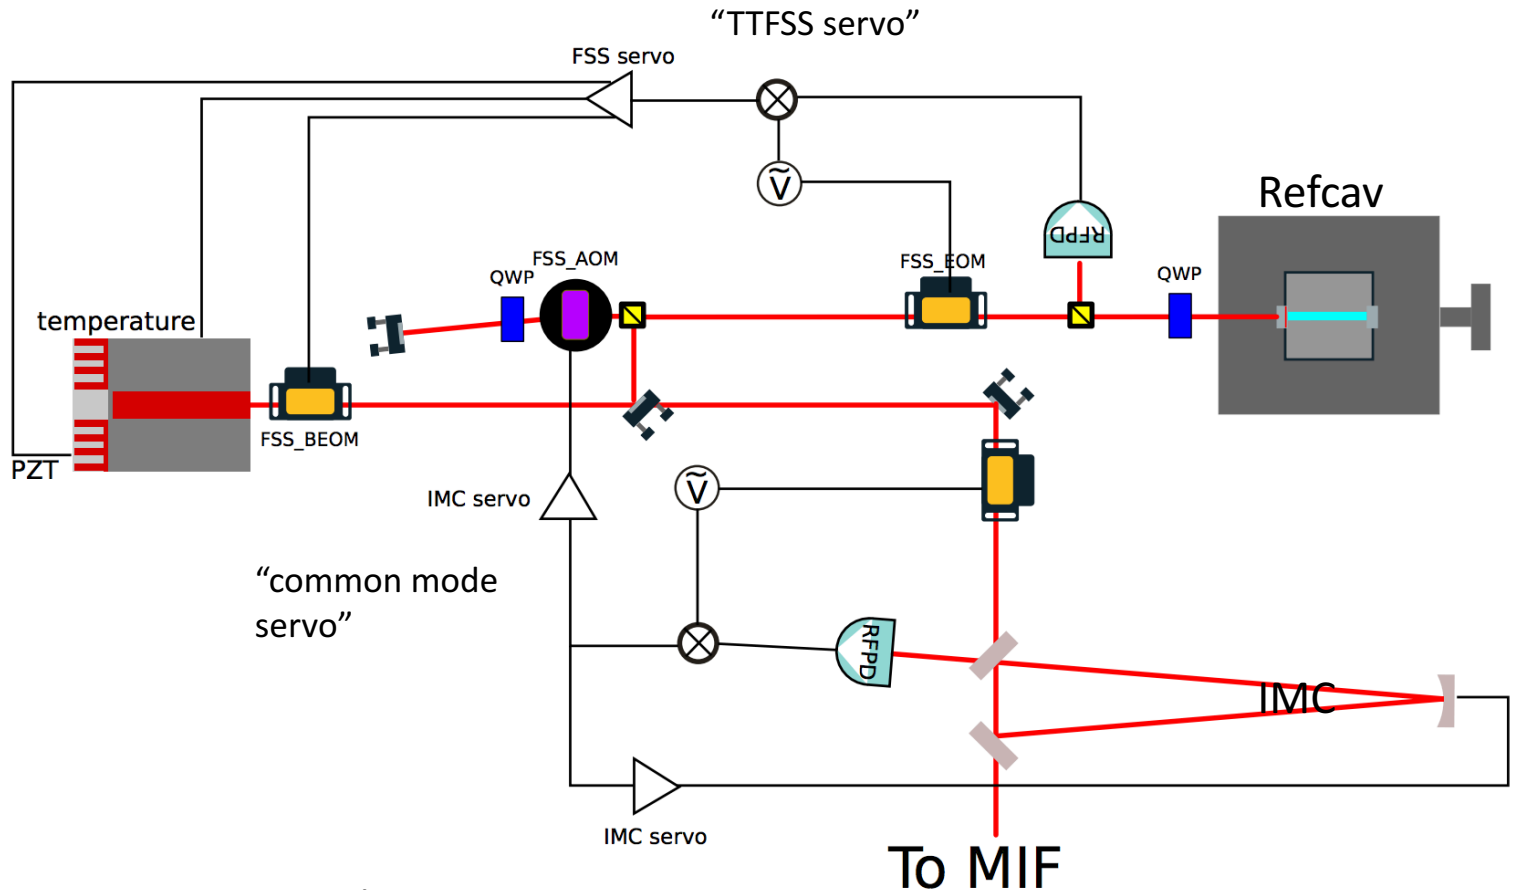 “TTFSS servo”
FSS servo
Ṽ
Refcav
RFPD
FSS_AOM
QWP
FSS_EOM
QWP
temperature
FSS_BEOM
PZT
IMC servo
Ṽ
“common mode
servo”
RFPD
IMC
IMC servo
To MIF